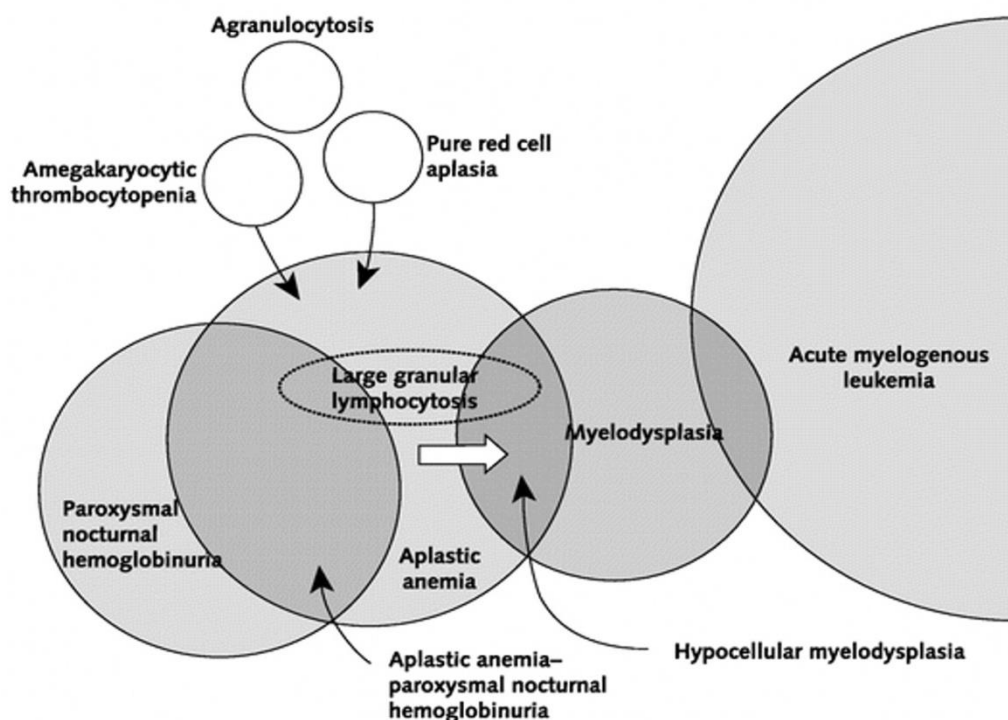 Agranulocytosis
Pure red cell
aplasia
Amegakaryocytic
thrombocytopenia
Large granular
lymphocytosis
Acute myelogenous
leukemia
Myelodysplasia
Paroxysmal
nocturnal
hemoglobinuria
Aplastic
anemia
Hypocellular myelodysplasia
Aplastic anemia–
paroxysmal nocturnal
hemoglobinuria